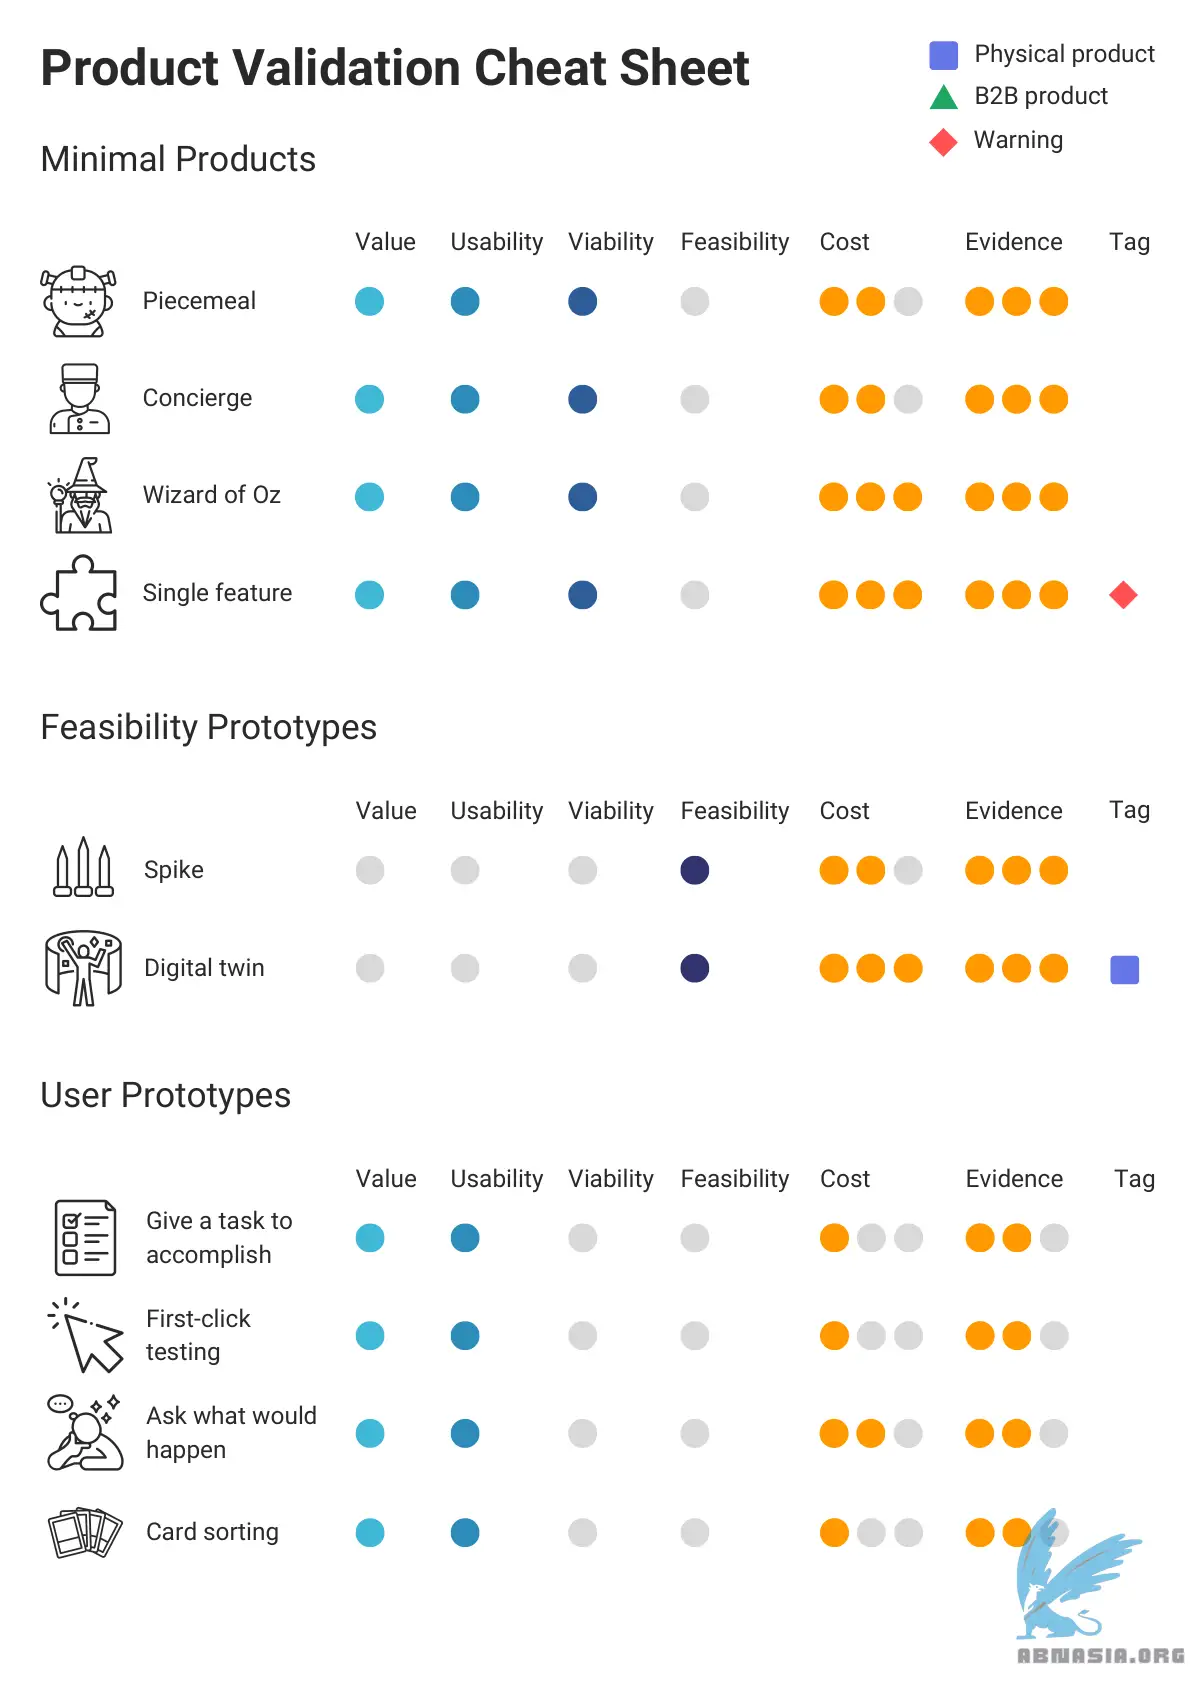 Product Validation Cheat Sheet
Physical product
B2B product
Warning
Minimal Products
Value Usability Viability Feasibility Cost Evidence Tag
Piecemeal
Concierge
Wizard of Oz
Single feature
Feasibility Prototypes
Value Usability Viability Feasibility Cost Evidence Tag
Spike
Digital twin
User Prototypes
Value Usability Viability Feasibility Cost Evidence Tag
Give a task to
accomplish
First-click
testing
Ask what would
happen
Card sorting
ABNASIA.ORG